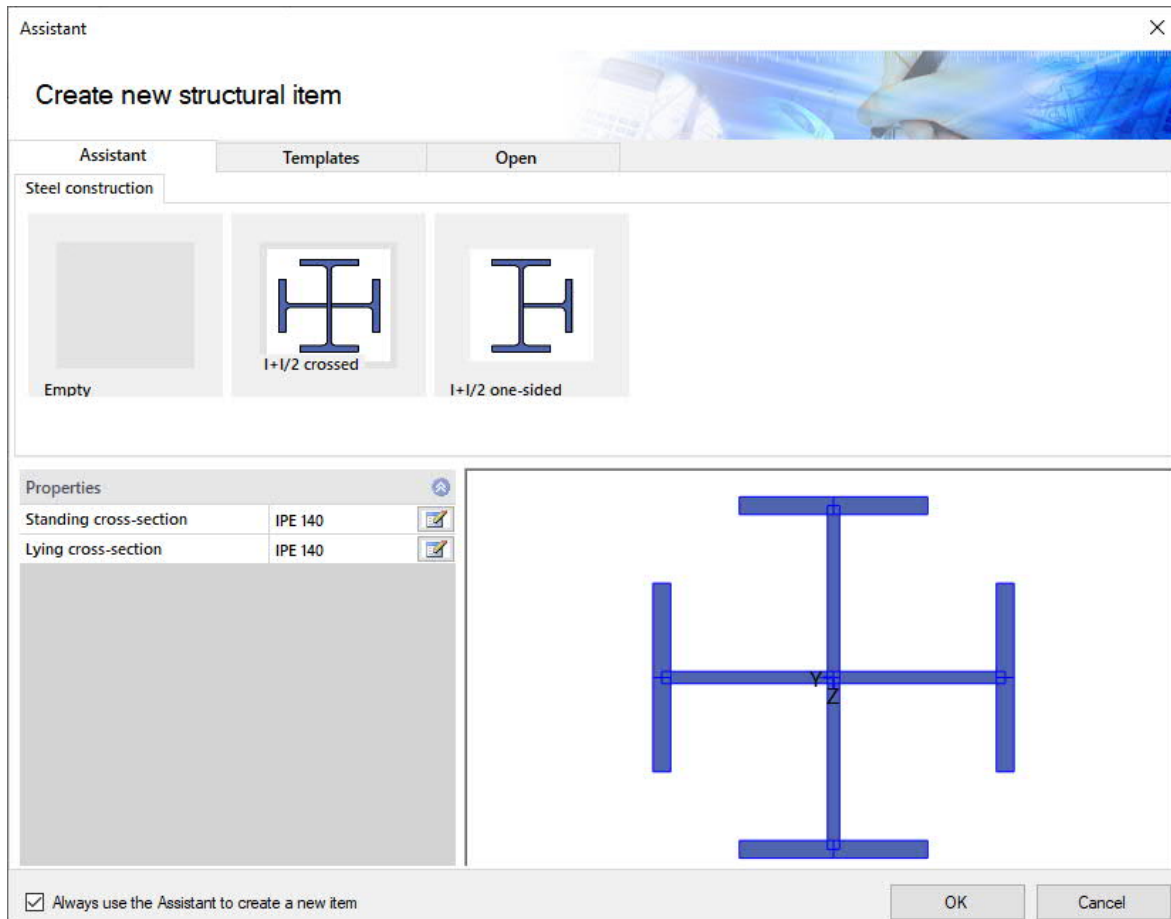 Assistant
Create new structural item
Assistant Templates Open
Steel construction
Empty
I+I/2 crossed
I+I/2 one-sided
Properties
Standing cross-section IPE 140
Lying cross-section IPE 140
Y
Z
Always use the Assistant to create a new item
OK Cancel